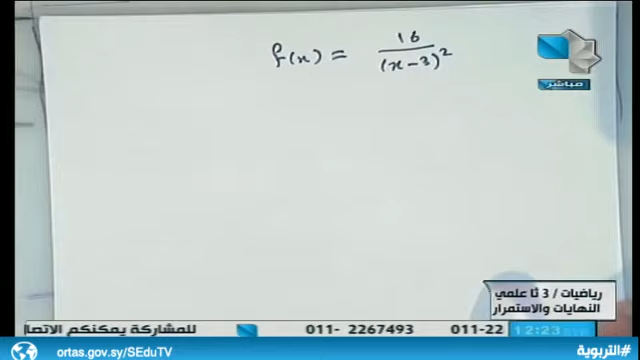 f(x) = 16 / (x-3)²
مباشر
رياضيات / 3 ثا علمي
النهايات والاستمرار
للمشاركة يمكنكم الاتصا
011- 2267493
011-22
12:23
ortas.gov.sy/SEduTV
#التربوية